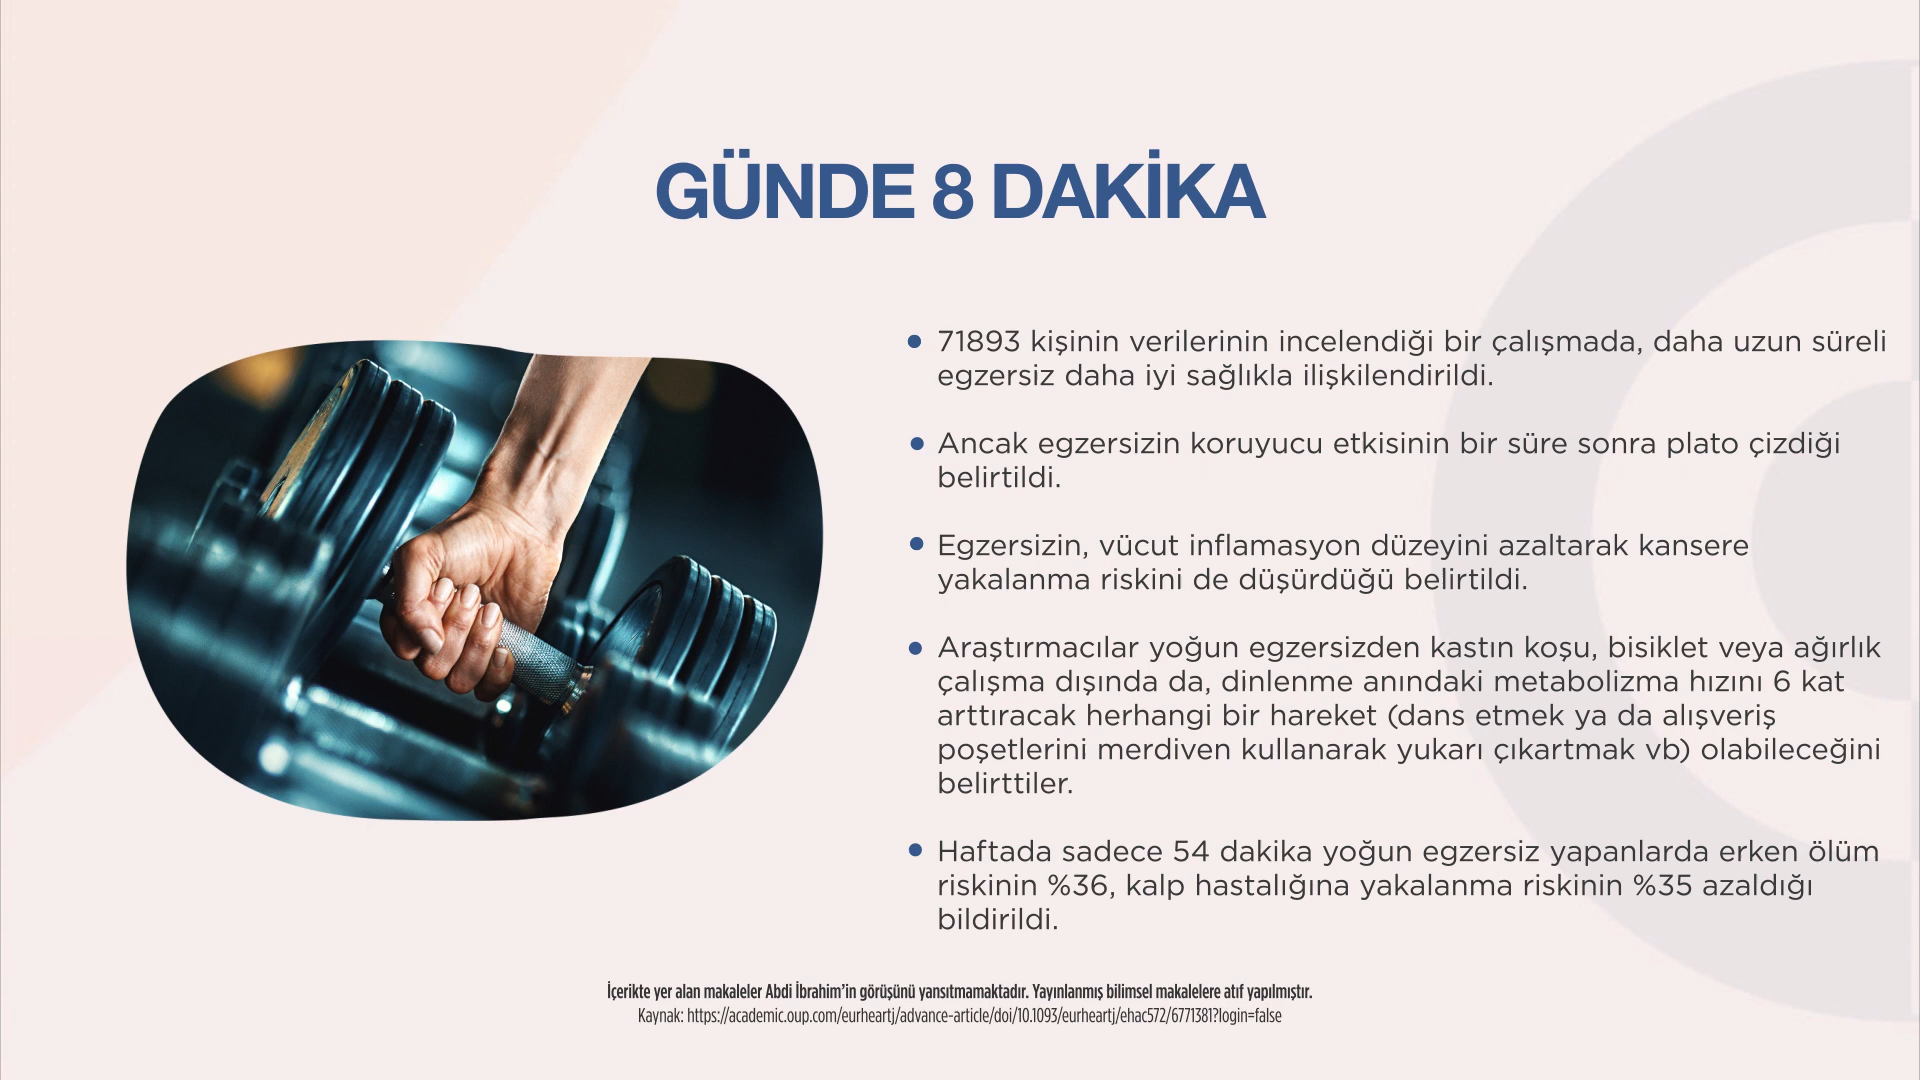 GÜNDE 8 DAKİKA
71893 kişinin verilerinin incelendiği bir çalışmada, daha uzun süreli
egzersiz daha iyi sağlıkla ilişkilendirildi.
Ancak egzersizin koruyucu etkisinin bir süre sonra plato çizdiği
belirtildi.
Egzersizin, vücut inflamasyon düzeyini azaltarak kansere
yakalanma riskini de düşürdüğü belirtildi.
Araştırmacılar yoğun egzersizden kastın koşu, bisiklet veya ağırlık
çalışma dışında da, dinlenme anındaki metabolizma hızını 6 kat
arttıracak herhangi bir hareket (dans etmek ya da alışveriş
poşetlerini merdiven kullanarak yukarı çıkartmak vb) olabileceğini
belirttiler.
Haftada sadece 54 dakika yoğun egzersiz yapanlarda erken ölüm
riskinin %36, kalp hastalığına yakalanma riskinin %35 azaldığı
bildirildi.
İçerikte yer alan makaleler Abdi İbrahim’in görüşünü yansıtmamaktadır. Yayınlanmış bilimsel makalelere atıf yapılmıştır.
Kaynak: https://academic.oup.com/eurheartj/advance-article/doi/10.1093/eurheartj/ehac572/6771381?login=false